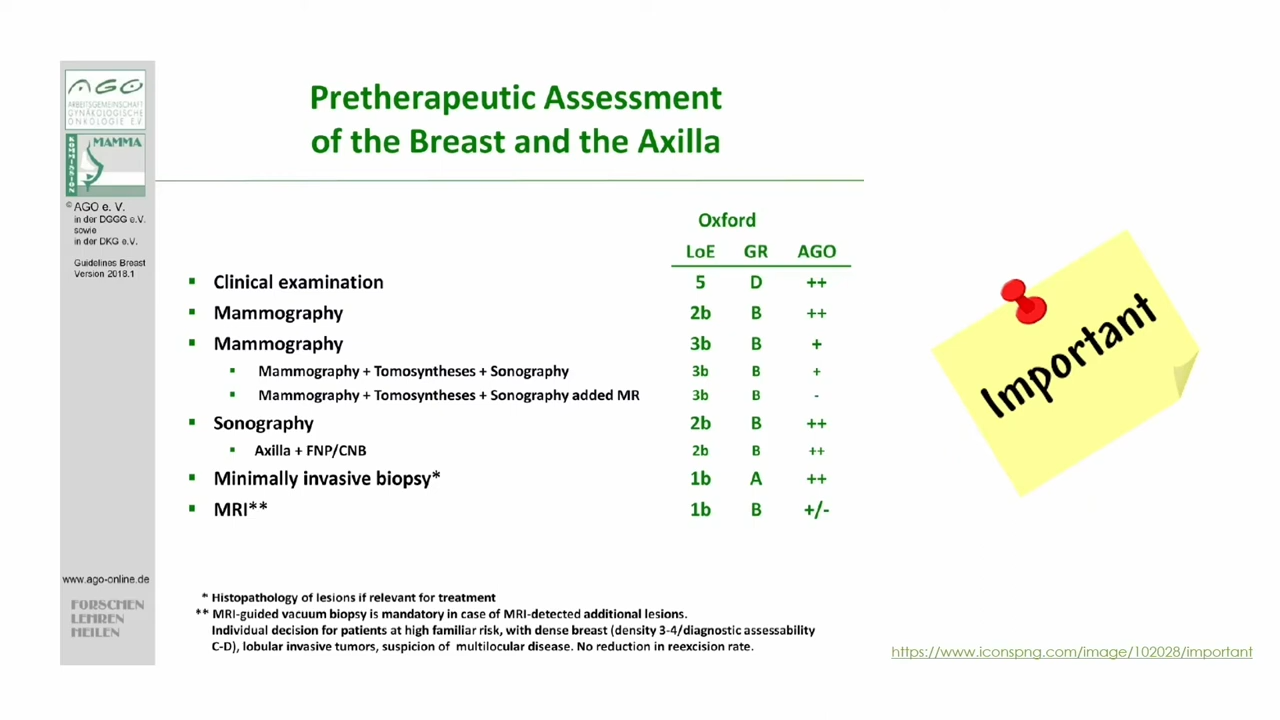 AGO
ARBEITSGEMEINSCHAFT
GYNÄKOLOGISCHE
ONKOLOGIE E.V.
KOMMISSION
MAMMA
© AGO e. V.
in der DGGG e.V.
sowie
in der DKG e.V.
Guidelines Breast
Version 2018.1
www.ago-online.de
FORSCHEN
LEHREN
HEILEN
Pretherapeutic Assessment
of the Breast and the Axilla
Oxford
LoE GR AGO
▪ Clinical examination 5 D ++
▪ Mammography 2b B ++
▪ Mammography 3b B +
▪ Mammography + Tomosyntheses + Sonography 3b B +
▪ Mammography + Tomosyntheses + Sonography added MR 3b B -
▪ Sonography 2b B ++
▪ Axilla + FNP/CNB 2b B ++
▪ Minimally invasive biopsy* 1b A ++
▪ MRI** 1b B +/-
* Histopathology of lesions if relevant for treatment
** MRI-guided vacuum biopsy is mandatory in case of MRI-detected additional lesions.
Individual decision for patients at high familiar risk, with dense breast (density 3-4/diagnostic assessability
C-D), lobular invasive tumors, suspicion of multilocular disease. No reduction in reexcision rate.
Important
https://www.iconspng.com/image/102028/important